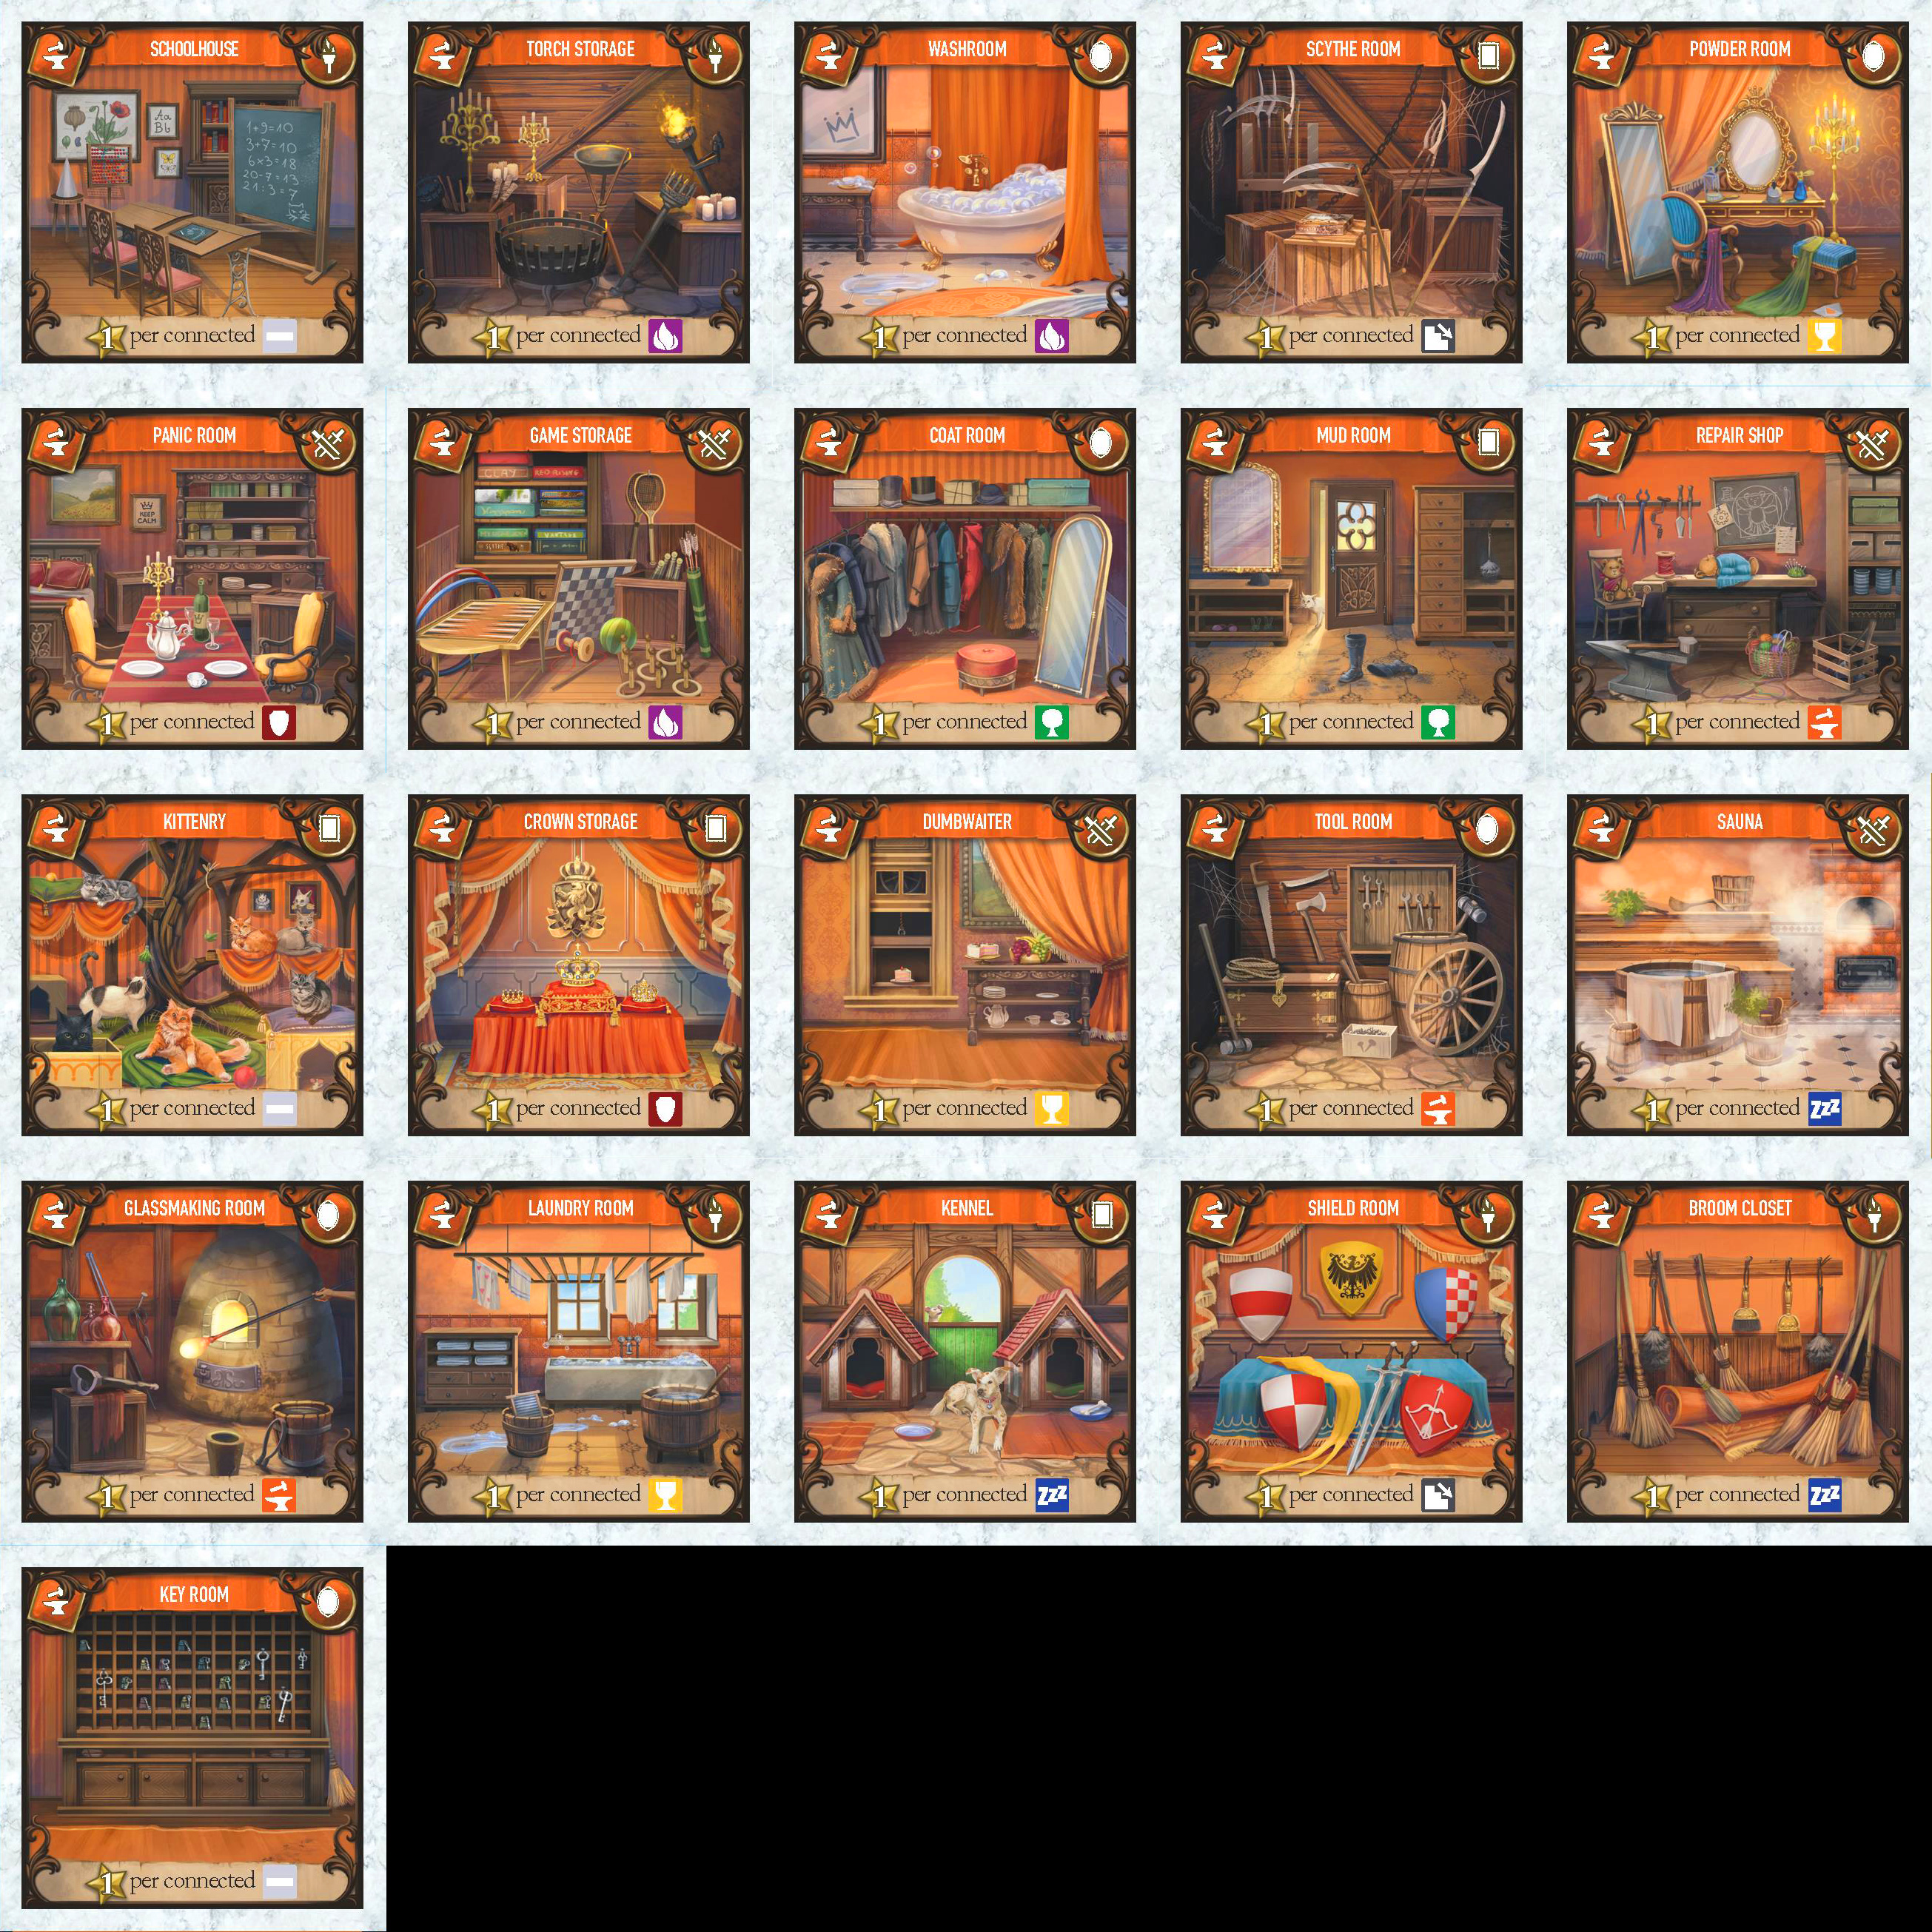 SCHOOLHOUSE
Aa
Bb
1+9=10
3+7=10
6×3=18
20-7=13
21:3=7
1 per connected
TORCH STORAGE
1 per connected
WASHROOM
1 per connected
SCYTHE ROOM
1 per connected
POWDER ROOM
1 per connected
PANIC ROOM
KEEP
CALM
1 per connected
GAME STORAGE
1 per connected
COAT ROOM
1 per connected
MUD ROOM
1 per connected
REPAIR SHOP
1 per connected
KITTENRY
1 per connected
CROWN STORAGE
1 per connected
DUMBWAITER
1 per connected
TOOL ROOM
1 per connected
SAUNA
1 per connected ZZZ
GLASSMAKING ROOM
1 per connected
LAUNDRY ROOM
1 per connected
KENNEL
1 per connected ZZZ
SHIELD ROOM
1 per connected
BROOM CLOSET
1 per connected ZZZ
KEY ROOM
1 per connected